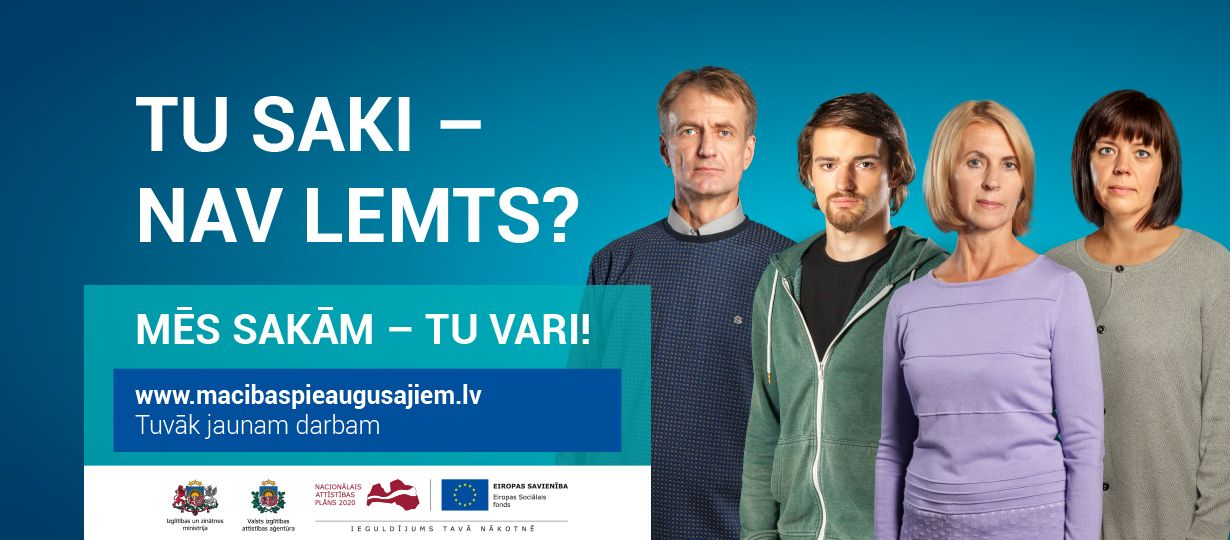 TU SAKI –
NAV LEMTS?
MĒS SAKĀM – TU VARI!
www.macibaspieaugusajiem.lv
Tuvāk jaunam darbam
Izglītības un zinātnes
ministrija
Valsts izglītības
attīstības aģentūra
NACIONĀLAIS
ATTĪSTĪBAS
PLĀNS 2020
EIROPAS SAVIENĪBA
Eiropas Sociālais
fonds
IEGULDĪJUMS TAVĀ NĀKOTNĒ